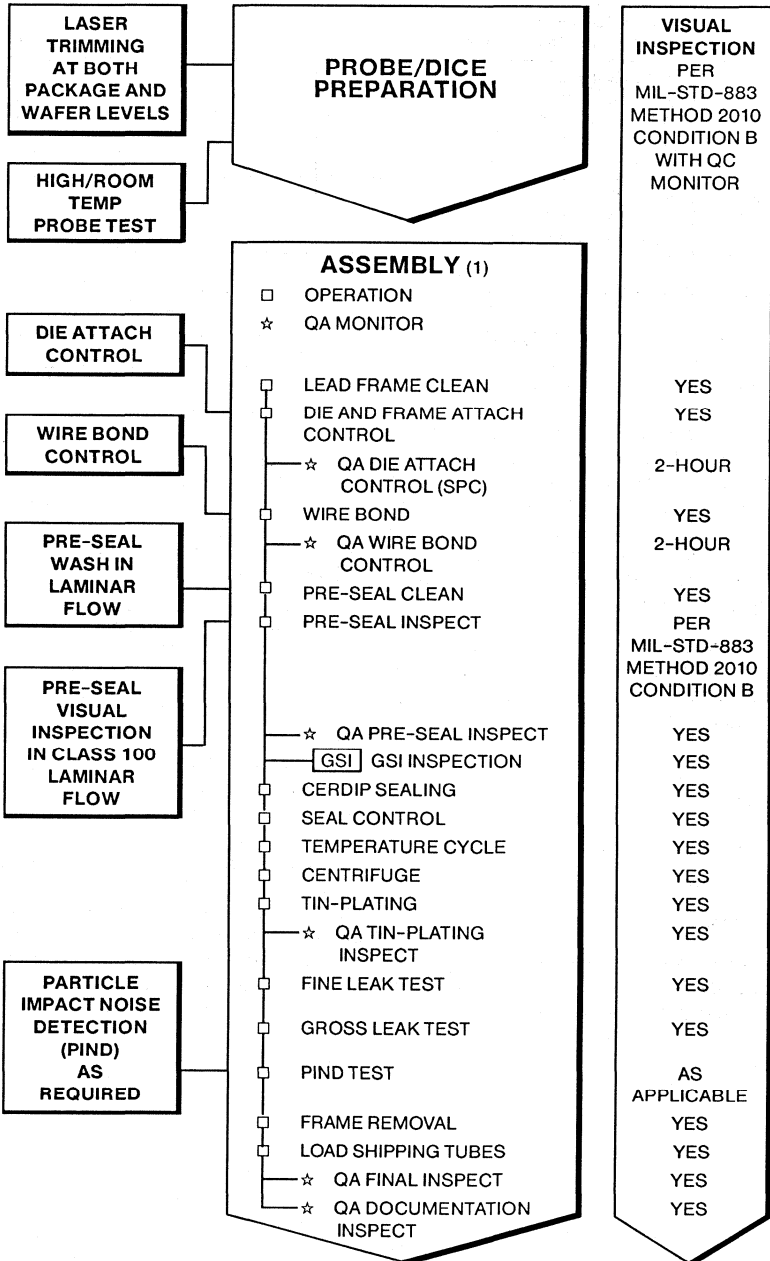 LASER
TRIMMING
AT BOTH
PACKAGE AND
WAFER LEVELS
HIGH/ROOM
TEMP
PROBE TEST
DIE ATTACH
CONTROL
WIRE BOND
CONTROL
PRE-SEAL
WASH IN
LAMINAR
FLOW
PRE-SEAL
VISUAL
INSPECTION
IN CLASS 100
LAMINAR
FLOW
PARTICLE
IMPACT NOISE
DETECTION
(PIND)
AS
REQUIRED
PROBE/DICE
PREPARATION
ASSEMBLY (1)
□ OPERATION
☆ QA MONITOR
□ LEAD FRAME CLEAN
□ DIE AND FRAME ATTACH
CONTROL
☆ QA DIE ATTACH
CONTROL (SPC)
□ WIRE BOND
☆ QA WIRE BOND
CONTROL
□ PRE-SEAL CLEAN
□ PRE-SEAL INSPECT
☆ QA PRE-SEAL INSPECT
GSI GSI INSPECTION
□ CERDIP SEALING
□ SEAL CONTROL
□ TEMPERATURE CYCLE
□ CENTRIFUGE
□ TIN-PLATING
☆ QA TIN-PLATING
INSPECT
□ FINE LEAK TEST
□ GROSS LEAK TEST
□ PIND TEST
□ FRAME REMOVAL
□ LOAD SHIPPING TUBES
☆ QA FINAL INSPECT
☆ QA DOCUMENTATION
INSPECT
VISUAL
INSPECTION
PER
MIL-STD-883
METHOD 2010
CONDITION B
WITH QC
MONITOR
YES
YES
2-HOUR
YES
2-HOUR
YES
PER
MIL-STD-883
METHOD 2010
CONDITION B
YES
YES
YES
YES
YES
YES
YES
YES
YES
YES
AS
APPLICABLE
YES
YES
YES
YES